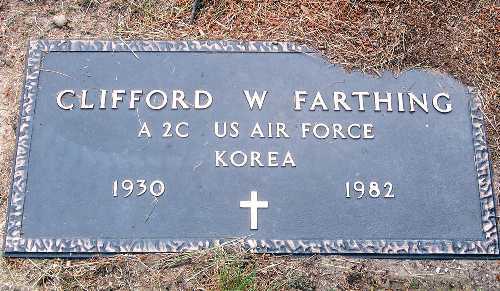 CLIFFORD W FARTHING
A 2C US AIR FORCE
KOREA
1930 1982